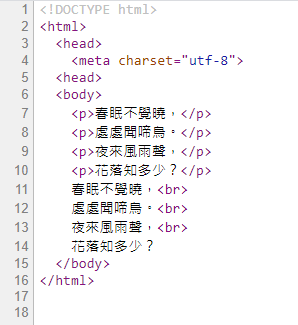 1 <!DOCTYPE html>
2 <html>
3 <head>
4 <meta charset="utf-8">
5 <head>
6 <body>
7 <p>春眠不覺曉，</p>
8 <p>處處聞啼鳥。</p>
9 <p>夜來風雨聲，</p>
10 <p>花落知多少？</p>
11 春眠不覺曉，<br>
12 處處聞啼鳥。<br>
13 夜來風雨聲，<br>
14 花落知多少？
15 </body>
16 </html>
17
18